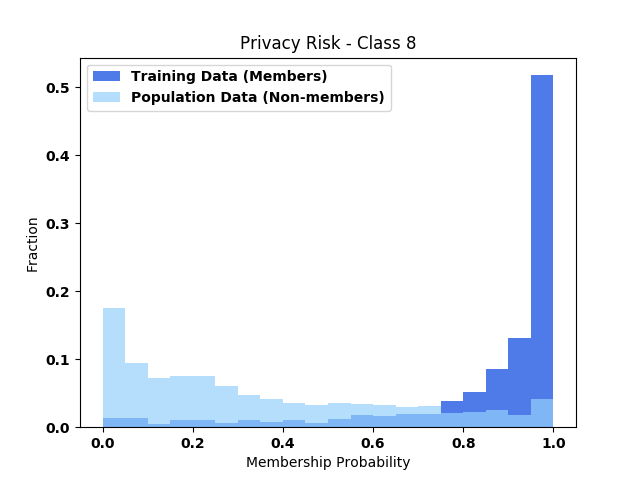 Privacy Risk - Class 8
Training Data (Members)
Population Data (Non-members)
Fraction
0.5
0.4
0.3
0.2
0.1
0.0
0.0 0.2 0.4 0.6 0.8 1.0
Membership Probability